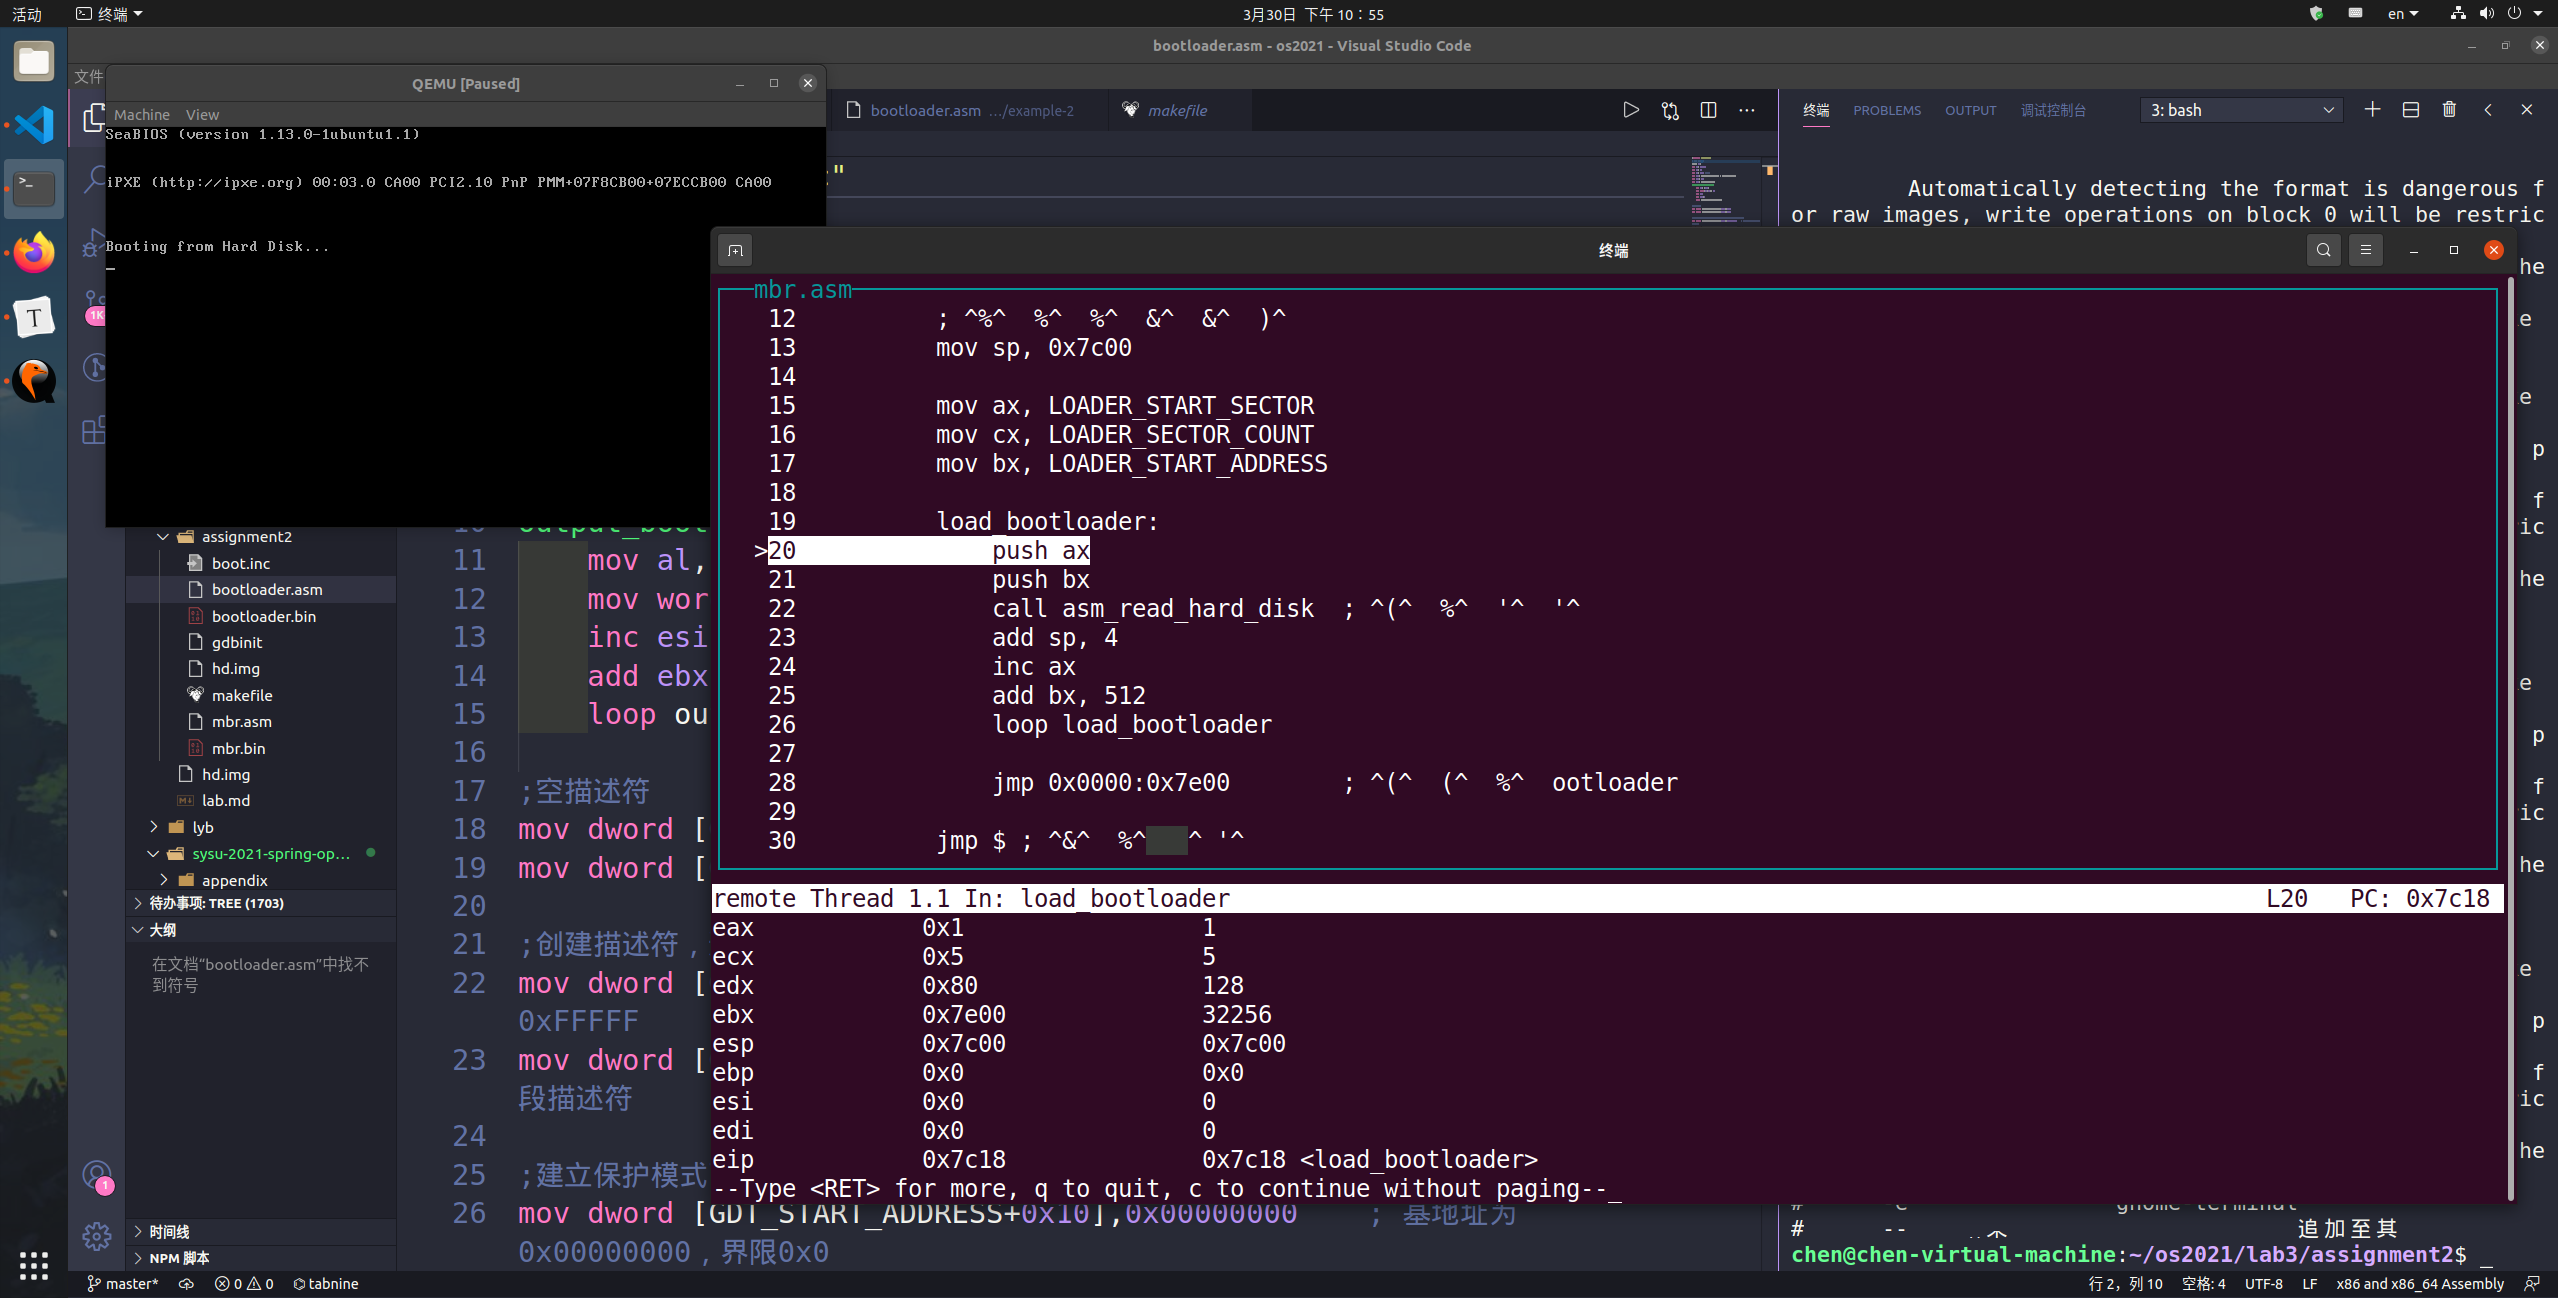 活动 终端 3月30日 下午 10：55 en
bootloader.asm - os2021 - Visual Studio Code
文件
QEMU [Paused]
Machine View
SeaBIOS (version 1.13.0-1ubuntu1.1)
iPXE (http://ipxe.org) 00:03.0 CA00 PCI2.10 PnP PMM+07F8CB00+07ECCB00 CA00
Booting from Hard Disk...
bootloader.asm .../example-2 makefile
终端 PROBLEMS OUTPUT 调试控制台 3: bash
Automatically detecting the format is dangerous f
or raw images, write operations on block 0 will be restric
终端
mbr.asm
12 ; ^%^ %^ %^ &^ &^ )^
13 mov sp, 0x7c00
14
15 mov ax, LOADER_START_SECTOR
16 mov cx, LOADER_SECTOR_COUNT
17 mov bx, LOADER_START_ADDRESS
18
19 load_bootloader:
>20 push ax
21 push bx
22 call asm_read_hard_disk ; ^(^ %^ '^ '^
23 add sp, 4
24 inc ax
25 add bx, 512
26 loop load_bootloader
27
28 jmp 0x0000:0x7e00 ; ^(^ (^ %^ ootloader
29
30 jmp $ ; ^&^ %^ ^ '^
remote Thread 1.1 In: load_bootloader L20 PC: 0x7c18
eax 0x1 1
ecx 0x5 5
edx 0x80 128
ebx 0x7e00 32256
esp 0x7c00 0x7c00
ebp 0x0 0x0
esi 0x0 0
edi 0x0 0
eip 0x7c18 0x7c18 <load_bootloader>
--Type <RET> for more, q to quit, c to continue without paging--_
1K
assignment2
boot.inc
bootloader.asm
bootloader.bin
gdbinit
hd.img
makefile
mbr.asm
mbr.bin
hd.img
lab.md
lyb
sysu-2021-spring-op...
appendix
待办事项: TREE (1703)
大纲
在文档“bootloader.asm”中找不
到符号
时间线
NPM 脚本
11 mov al,
12 mov wor
13 inc esi
14 add ebx
15 loop ou
16
17 ;空描述符
18 mov dword [
19 mov dword [
20
21 ;创建描述符，
22 mov dword [
0xFFFFF
23 mov dword [
段描述符
24
25 ;建立保护模式
26 mov dword [GDT_START_ADDRESS+0x10],0x00000000 ; 基地址为
0x00000000，界限0x0
he
e
e
p
f
ic
he
e
p
f
ic
he
e
p
f
ic
he
# 追加至其
chen@chen-virtual-machine:~/os2021/lab3/assignment2$
1
master* 0 0 tabnine 行 2，列 10 空格: 4 UTF-8 LF x86 and x86_64 Assembly